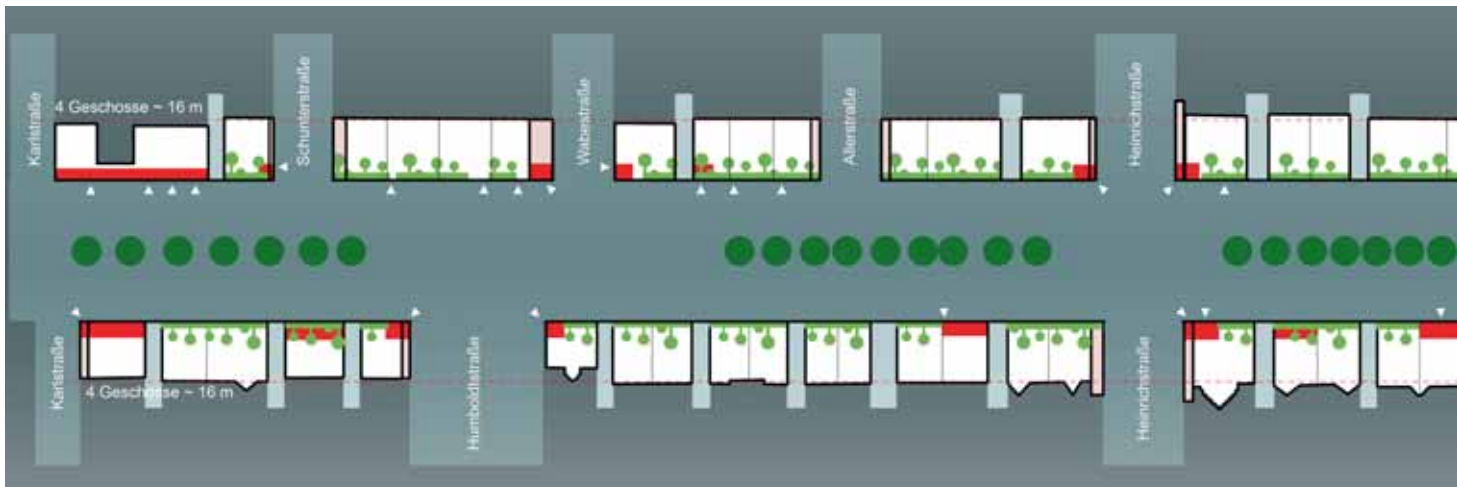 Karlstraße
4 Geschosse ~ 16 m
Schunterstraße
Wabestraße
Allerstraße
Heinrichstraße
Karlstraße
4 Geschosse ~ 16 m
Humboldtstraße
Heinrichstraße